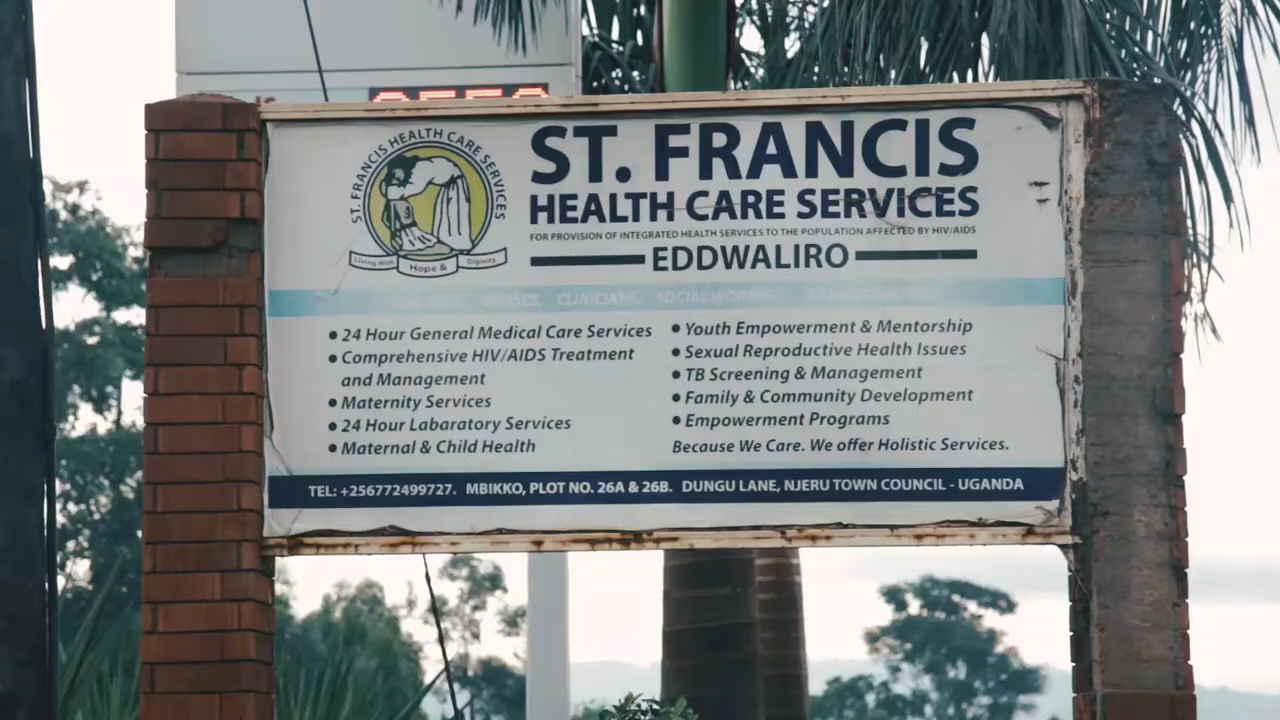 ST. FRANCIS HEALTH CARE SERVICES
Living With
Hope &
Dignity
ST. FRANCIS
HEALTH CARE SERVICES
FOR PROVISION OF INTEGRATED HEALTH SERVICES TO THE POPULATION AFFECTED BY HIV/AIDS
EDDWALIRO
CLINICIANS, SOCIAL WORKERS
• 24 Hour General Medical Care Services
• Comprehensive HIV/AIDS Treatment
and Management
• Maternity Services
• 24 Hour Labaratory Services
• Maternal & Child Health
• Youth Empowerment & Mentorship
• Sexual Reproductive Health Issues
• TB Screening & Management
• Family & Community Development
• Empowerment Programs
Because We Care. We offer Holistic Services.
TEL: +256772499727. MBIKKO, PLOT NO. 26A & 26B. DUNGU LANE, NJERU TOWN COUNCIL - UGANDA